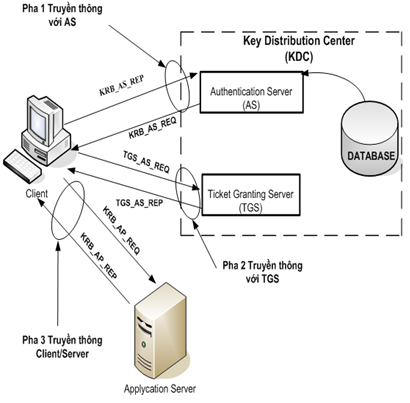 Pha 1 Truyền thông
với AS
Key Distribution Center
(KDC)
KRB_AS_REP
Authentication Server
(AS)
KRB_AS_REQ
DATABASE
TGS_AS_REQ
Client
TGS_AS_REP
Ticket Granting Server
(TGS)
KRB_AP_REQ
KRB_AP_REP
Pha 2 Truyền thông
với TGS
Pha 3 Truyền thông
Client/Server
Applycation Server